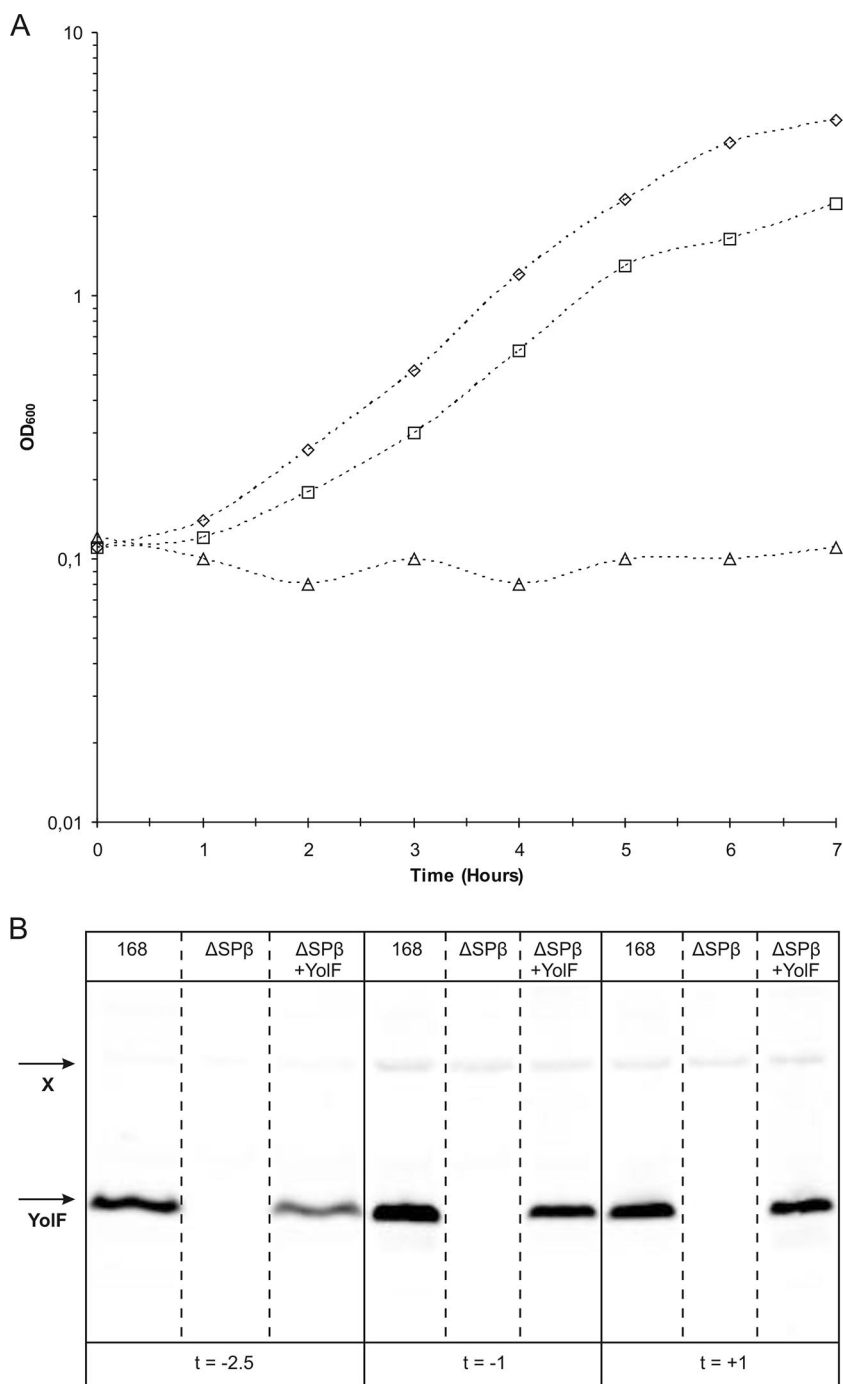 A
10
1
0,1
0,01
OD600
0 1 2 3 4 5 6 7
Time (Hours)
B
168 ΔSPβ ΔSPβ +YolF 168 ΔSPβ ΔSPβ +YolF 168 ΔSPβ ΔSPβ +YolF
X
YolF
t = -2.5 t = -1 t = +1